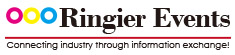 Ringier Events
Connecting industry through information exchange!